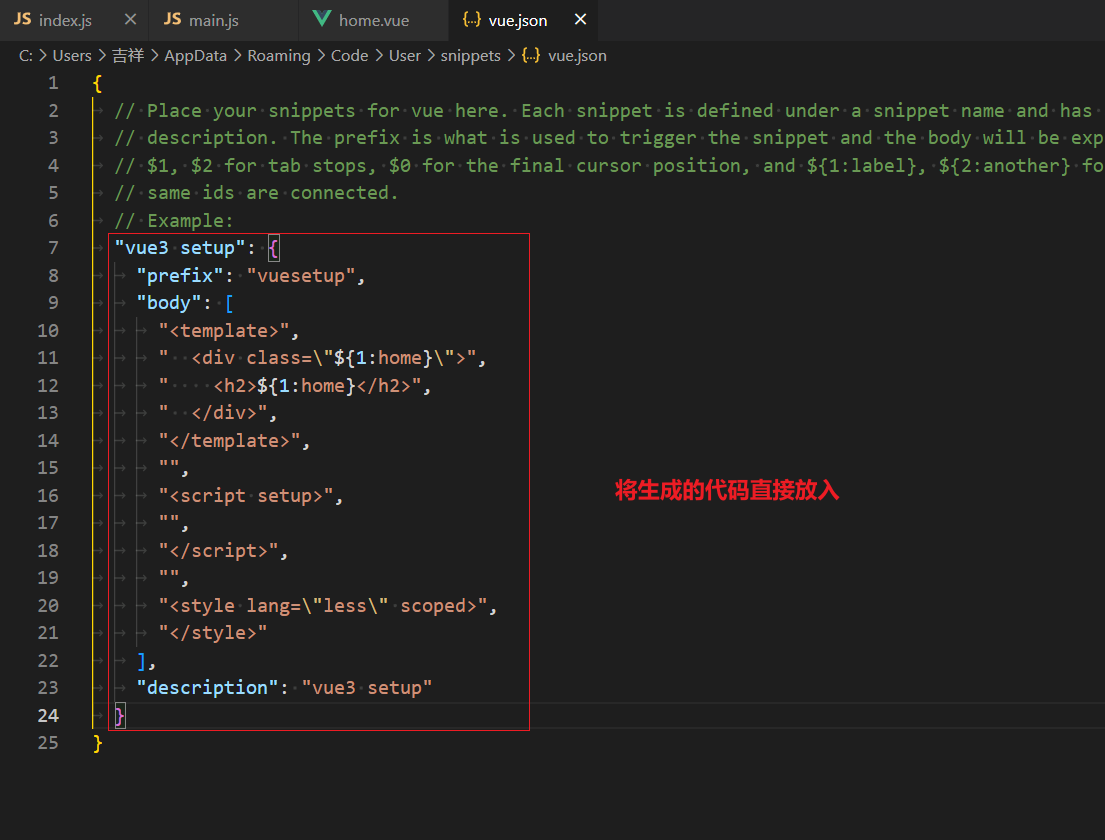 JS index.js × JS main.js home.vue {..} vue.json ×
C: > Users > 吉祥 > AppData > Roaming > Code > User > snippets > {..} vue.json
1 {
2 // Place your snippets for vue here. Each snippet is defined under a snippet name and has
3 // description. The prefix is what is used to trigger the snippet and the body will be exp
4 // $1, $2 for tab stops, $0 for the final cursor position, and ${1:label}, ${2:another} fo
5 // same ids are connected.
6 // Example:
7 "vue3 setup": {
8 "prefix": "vuesetup",
9 "body": [
10 "<template>",
11 "  <div class=\"${1:home}\">",
12 "    <h2>${1:home}</h2>",
13 "  </div>",
14 "</template>",
15 "",
16 "<script setup>",
17 "",
18 "</script>",
19 "",
20 "<style lang=\"less\" scoped>",
21 "</style>"
22 ],
23 "description": "vue3 setup"
24 }
25 }
将生成的代码直接放入